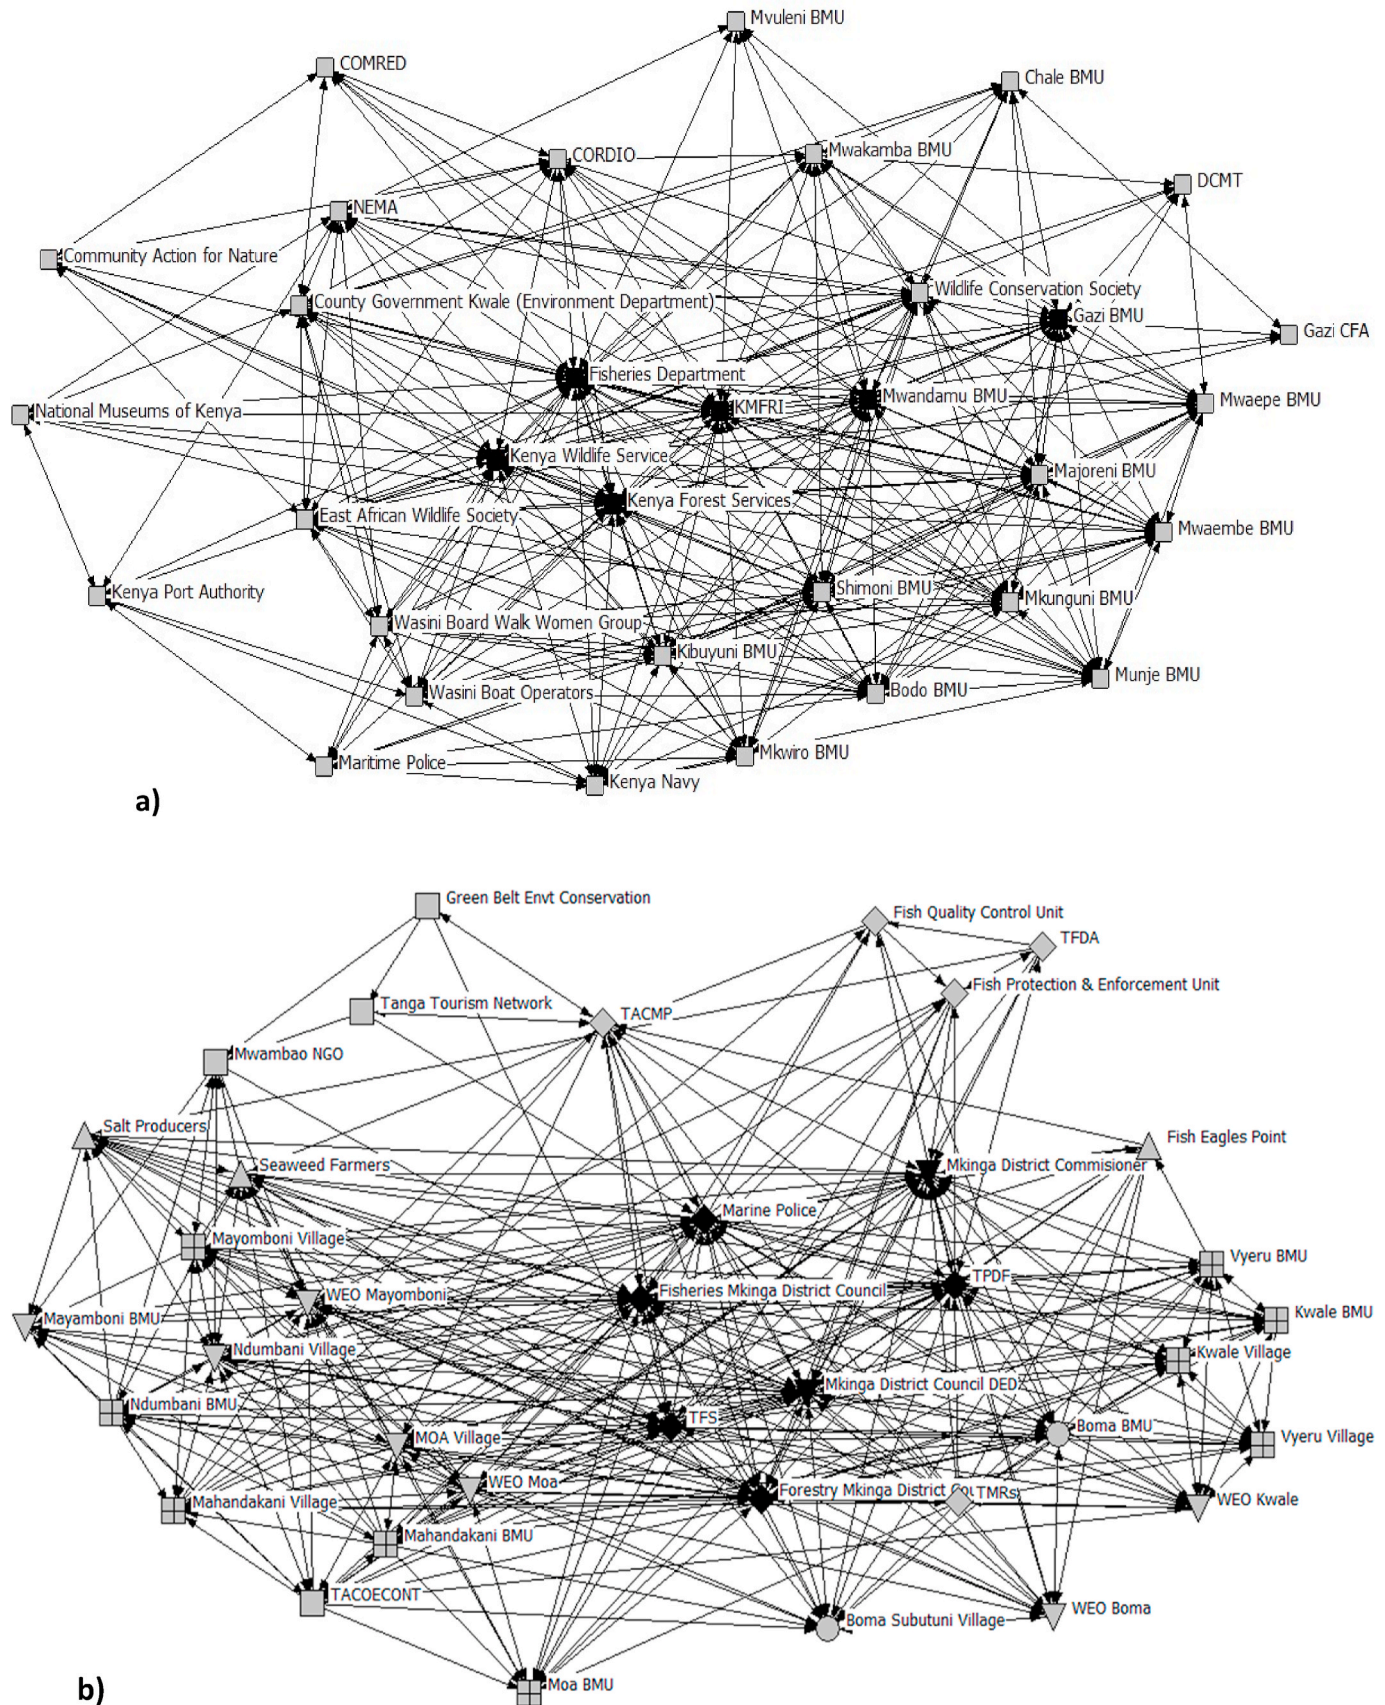 Mvuleni BMU
COMRED
Chale BMU
CORDIO
Mwakamba BMU
DCMT
NEMA
Community Action for Nature
Wildlife Conservation Society
County Government Kwale (Environment Department)
Gazi BMU
Gazi CFA
Fisheries Department
Mwandamu BMU
Mwaepe BMU
KMFRI
National Museums of Kenya
Kenya Wildlife Service
Majoreni BMU
Kenya Forest Services
East African Wildlife Society
Mwaembe BMU
Kenya Port Authority
Shimoni BMU
Mkunguni BMU
Wasini Board Walk Women Group
Kibuyuni BMU
Munje BMU
Wasini Boat Operators
Bodo BMU
Maritime Police
Mkwiro BMU
Kenya Navy
a)
Green Belt Envt Conservation
Fish Quality Control Unit
TFDA
Fish Protection & Enforcement Unit
Tanga Tourism Network
TACMP
Mwambao NGO
Salt Producers
Fish Eagles Point
Seaweed Farmers
Mkinga District Commisioner
Marine Police
Mayomboni Village
Vyeru BMU
TPDF
Fisheries Mkinga District Council
WEO Mayomboni
Kwale BMU
Mayamboni BMU
Ndumbani Village
Kwale Village
Mkinga District Council DED
Ndumbani BMU
TFS
Boma BMU
MOA Village
Vyeru Village
WEO Moa
Forestry Mkinga District
TMRs
WEO Kwale
Mahandakani Village
Mahandakani BMU
TACOECONT
WEO Boma
Boma Subutuni Village
Moa BMU
b)